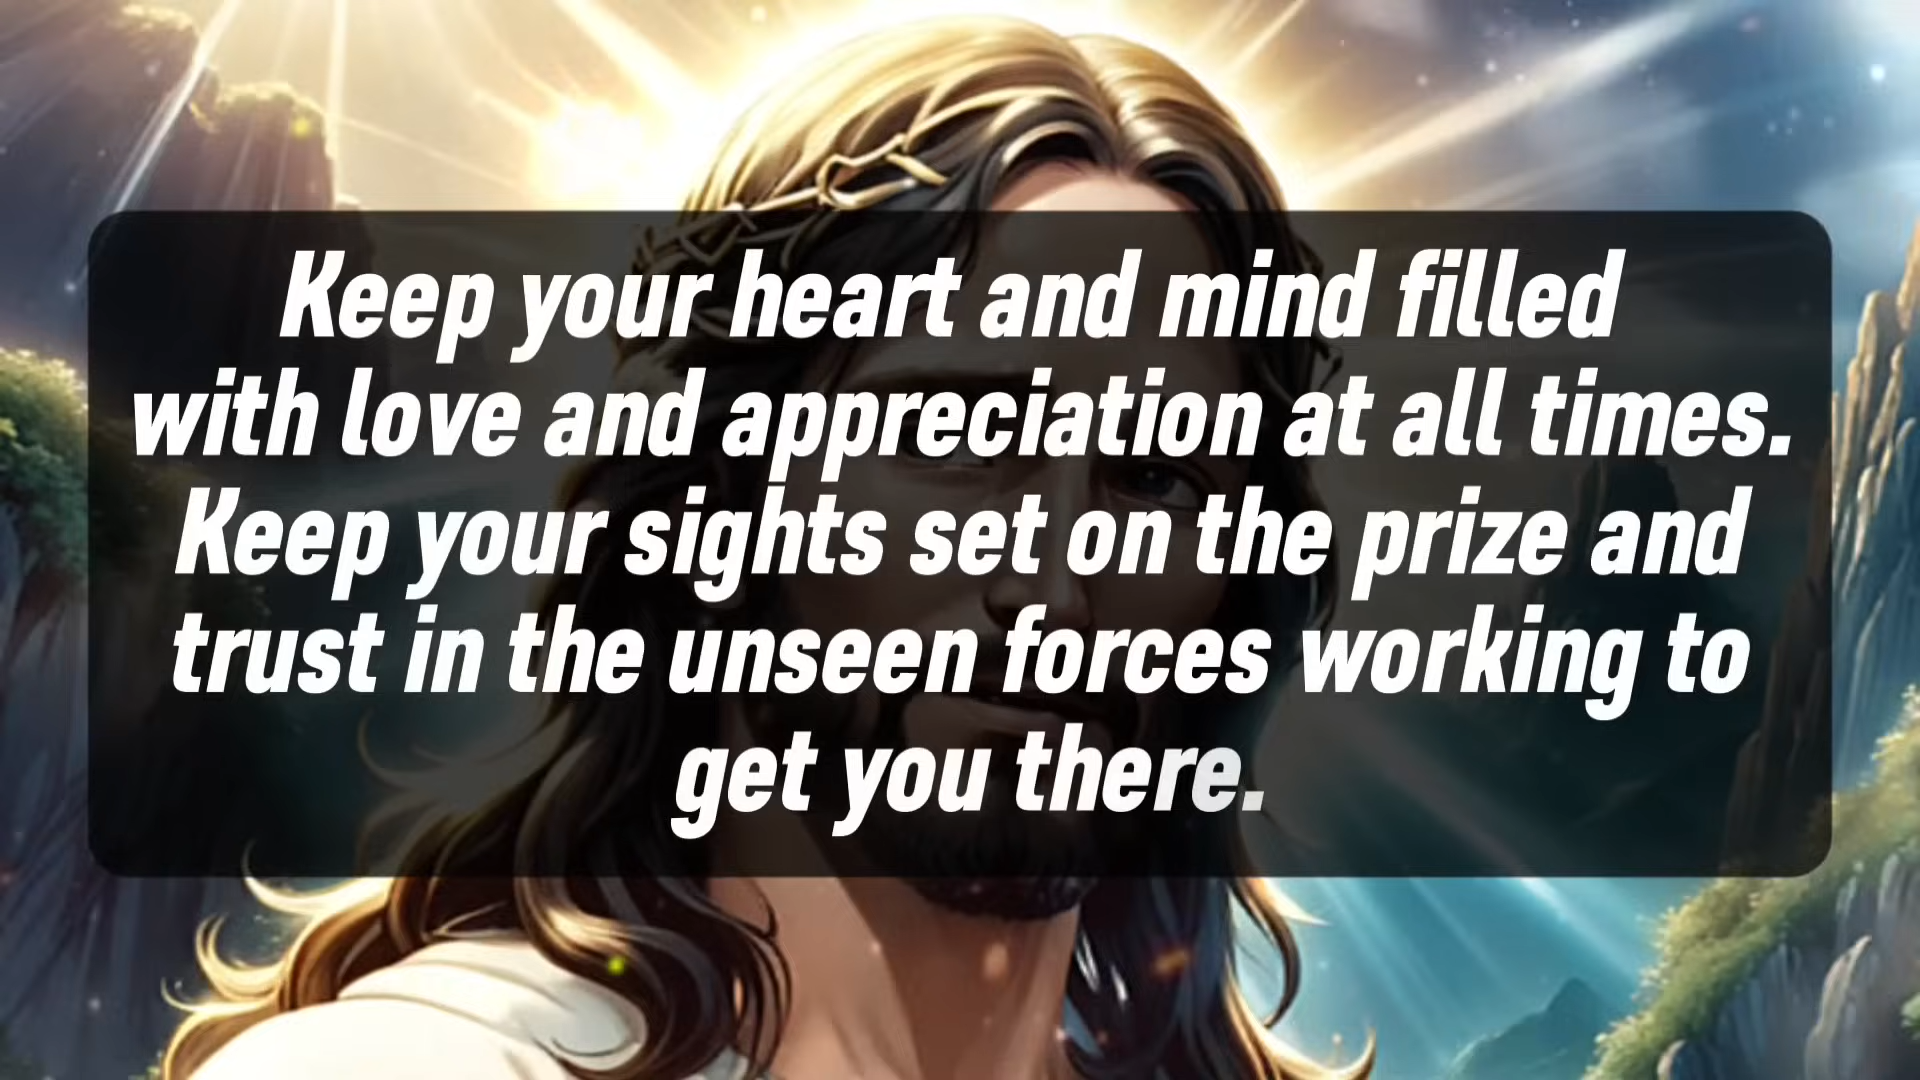 Keep your heart and mind filled
with love and appreciation at all times.
Keep your sights set on the prize and
trust in the unseen forces working to
get you there.